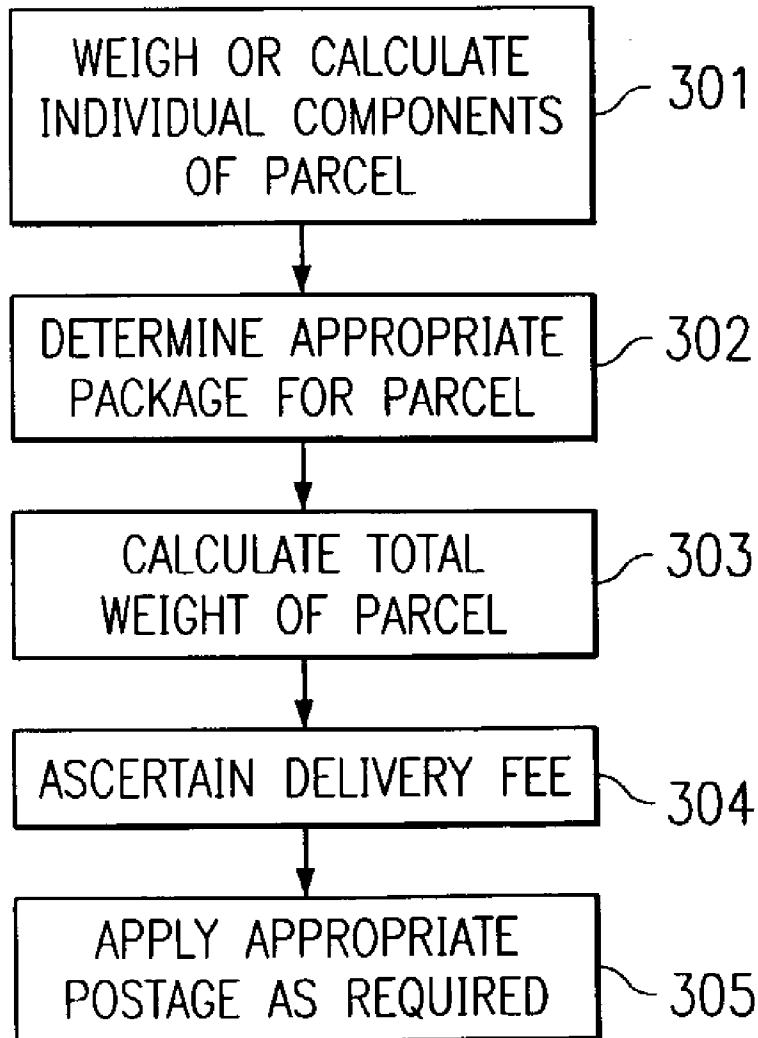 WEIGH OR CALCULATE
INDIVIDUAL COMPONENTS
OF PARCEL
301
DETERMINE APPROPRIATE
PACKAGE FOR PARCEL
302
CALCULATE TOTAL
WEIGHT OF PARCEL
303
ASCERTAIN DELIVERY FEE
304
APPLY APPROPRIATE
POSTAGE AS REQUIRED
305